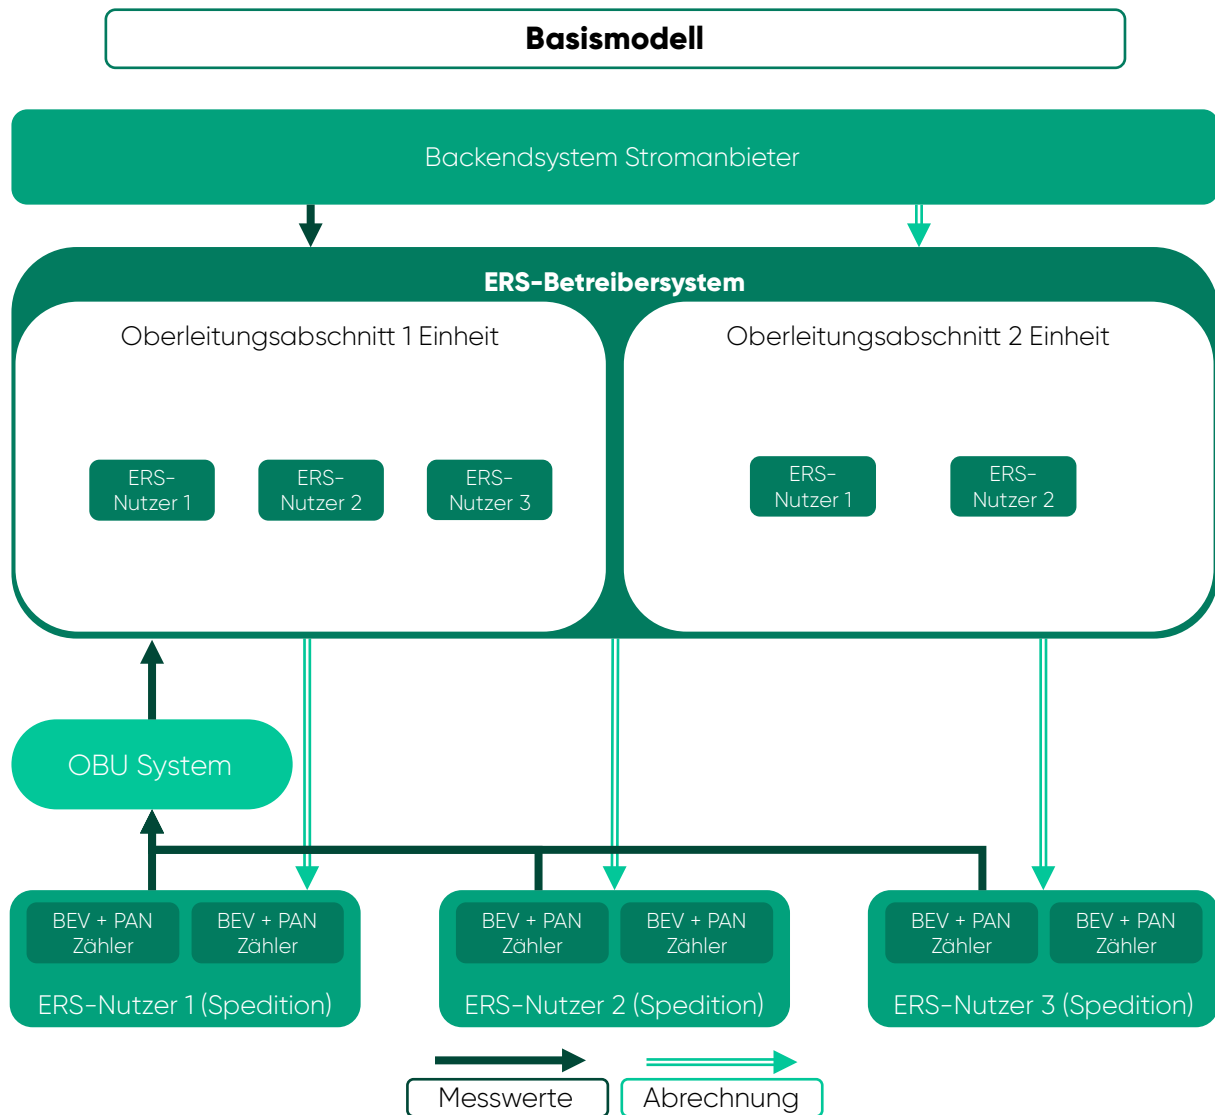 Basismodell
Backendsystem Stromanbieter
ERS-Betreibersystem
Oberleitungsabschnitt 1 Einheit
ERS-
Nutzer 1
ERS-
Nutzer 2
ERS-
Nutzer 3
Oberleitungsabschnitt 2 Einheit
ERS-
Nutzer 1
ERS-
Nutzer 2
OBU System
BEV + PAN
Zähler
BEV + PAN
Zähler
ERS-Nutzer 1 (Spedition)
BEV + PAN
Zähler
BEV + PAN
Zähler
ERS-Nutzer 2 (Spedition)
BEV + PAN
Zähler
BEV + PAN
Zähler
ERS-Nutzer 3 (Spedition)
Messwerte
Abrechnung